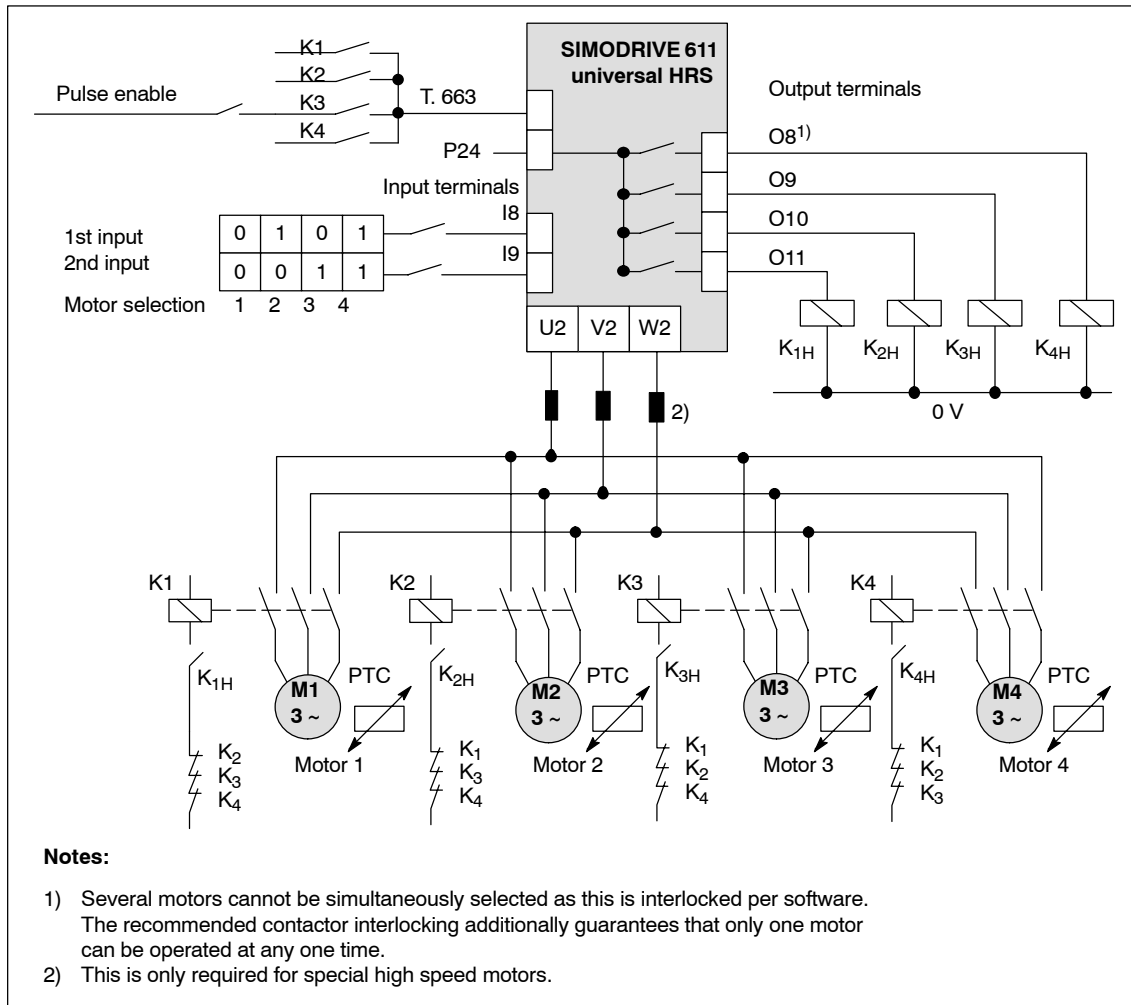 SIMODRIVE 611
universal HRS
K1
K2
Pulse enable
K3
K4
T. 663
P24
Output terminals
O8¹⁾
O9
O10
O11
Input terminals
I8
I9
1st input
0 1 0 1
2nd input
0 0 1 1
Motor selection 1 2 3 4
U2 V2 W2
K₁H K₂H K₃H K₄H
0 V
2)
K1 K2 K3 K4
K₁H K₂H K₃H K₄H
M1
3 ~
PTC
M2
3 ~
PTC
M3
3 ~
PTC
M4
3 ~
PTC
Motor 1 Motor 2 Motor 3 Motor 4
K₂
K₃
K₄
K₁
K₃
K₄
K₁
K₂
K₄
K₁
K₂
K₃
Notes:
1) Several motors cannot be simultaneously selected as this is interlocked per software.
The recommended contactor interlocking additionally guarantees that only one motor
can be operated at any one time.
2) This is only required for special high speed motors.